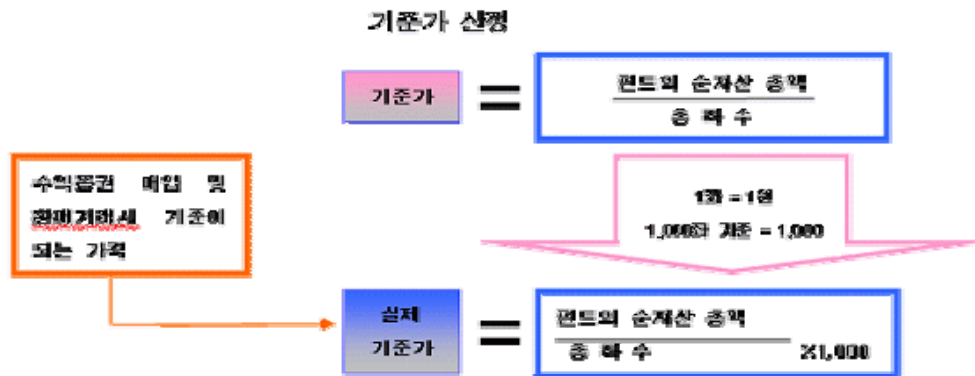 기준가 산정
기준가
=
펀드의 순자산 총액
총 좌 수
수익증권 매입 및
환매거래시 기준이
되는 가격
1좌 = 1원
1,000좌 기준 = 1,000
실제
기준가
=
펀드의 순자산 총액
총 좌 수 X1,000